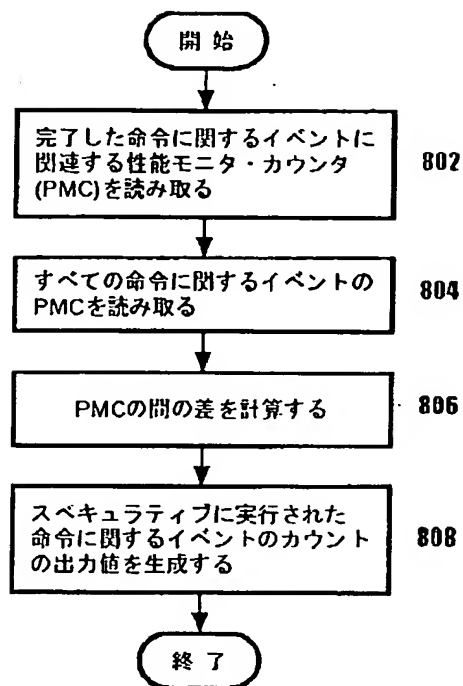 開 始
完了した命令に関するイベントに
関連する性能モニタ・カウンタ
(PMC)を読み取る
802
すべての命令に関するイベントの
PMCを読み取る
804
PMCの間の差を計算する
806
スペキュラティブに実行された
命令に関するイベントのカウント
の出力値を生成する
808
終 了